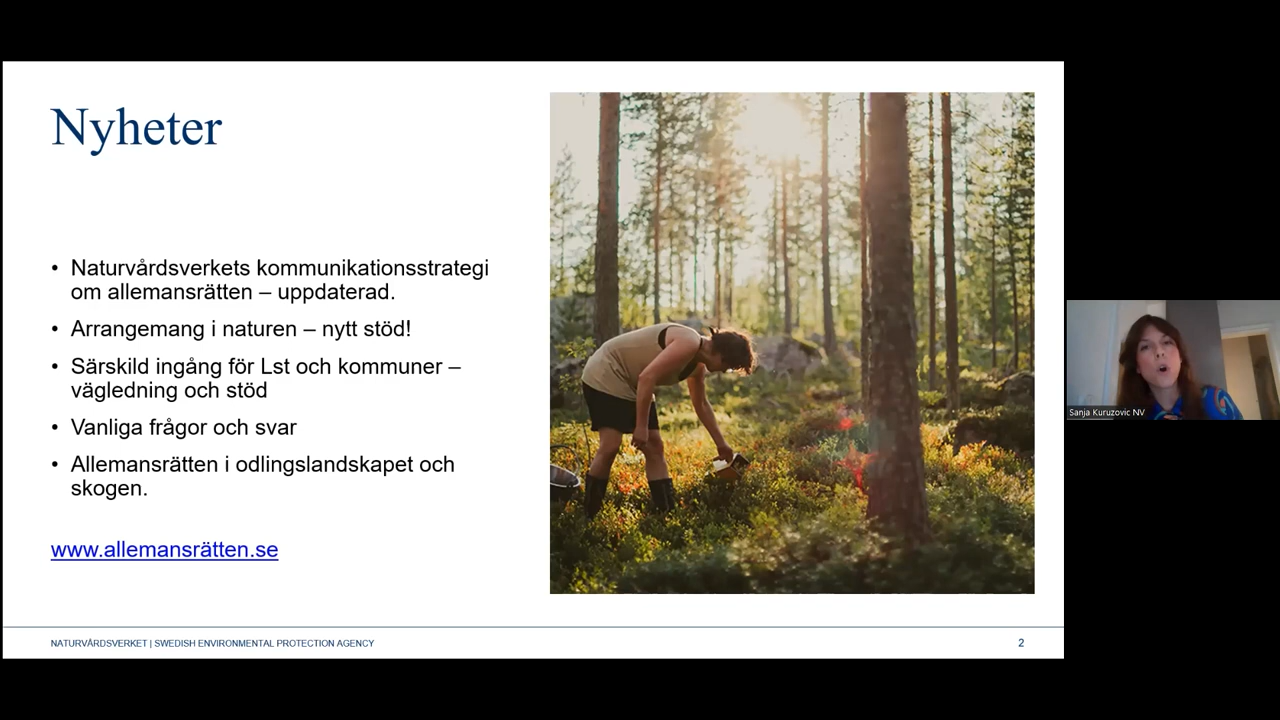 Nyheter
• Naturvårdsverkets kommunikationsstrategi
om allemansrätten – uppdaterad.
• Arrangemang i naturen – nytt stöd!
• Särskild ingång för Lst och kommuner –
vägledning och stöd
• Vanliga frågor och svar
• Allemansrätten i odlingslandskapet och
skogen.
www.allemansrätten.se
NATURVÅRDSVERKET | SWEDISH ENVIRONMENTAL PROTECTION AGENCY
2
Sanja Kuruzovic NV